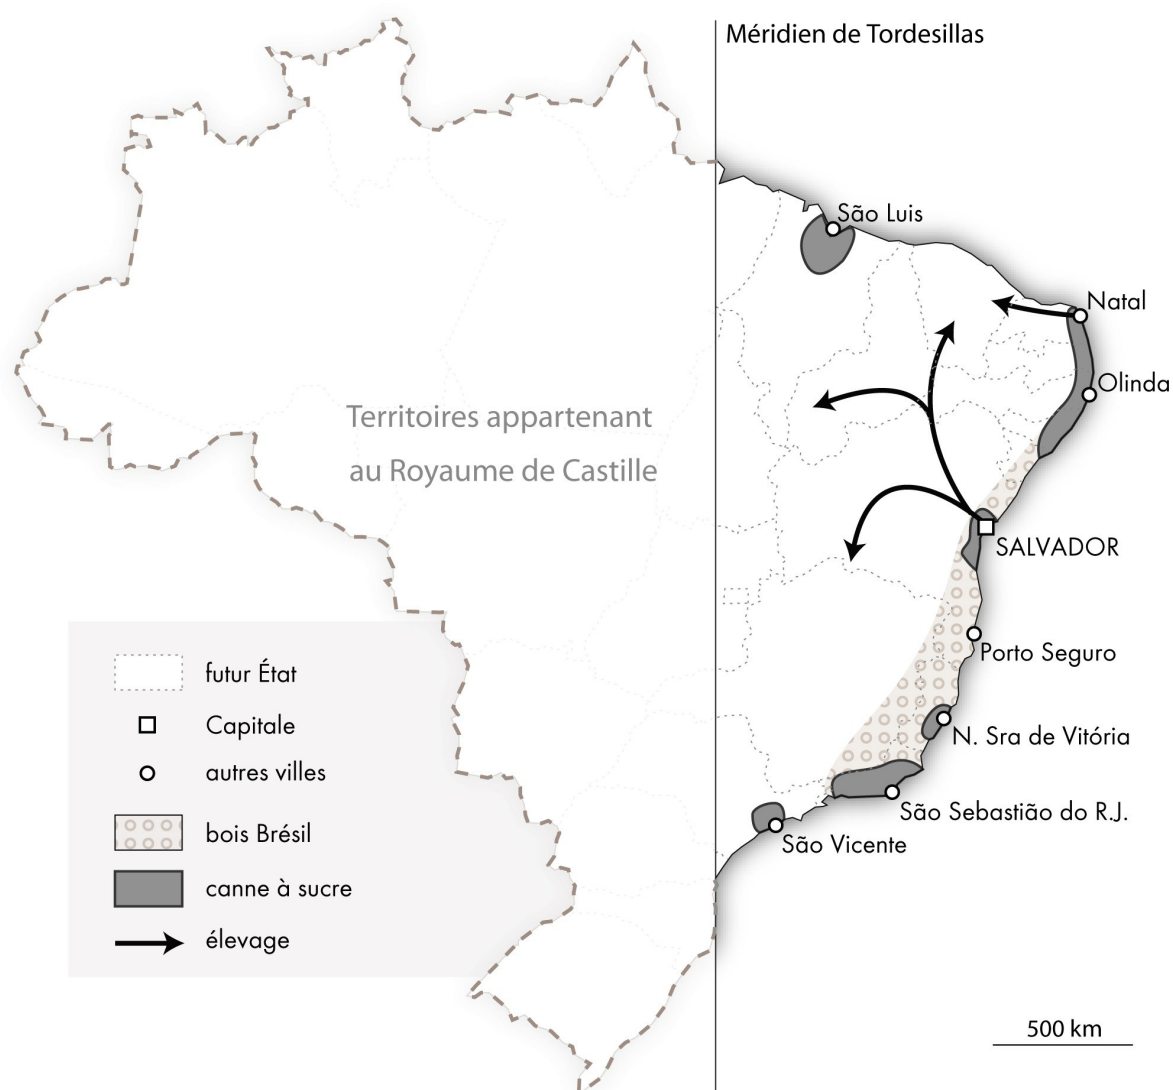 Méridien de Tordesillas
São Luis
Natal
Olinda
Territoires appartenant
au Royaume de Castille
SALVADOR
Porto Seguro
N. Sra de Vitória
São Sebastião do R.J.
São Vicente
futur État
Capitale
autres villes
bois Brésil
canne à sucre
élevage
500 km